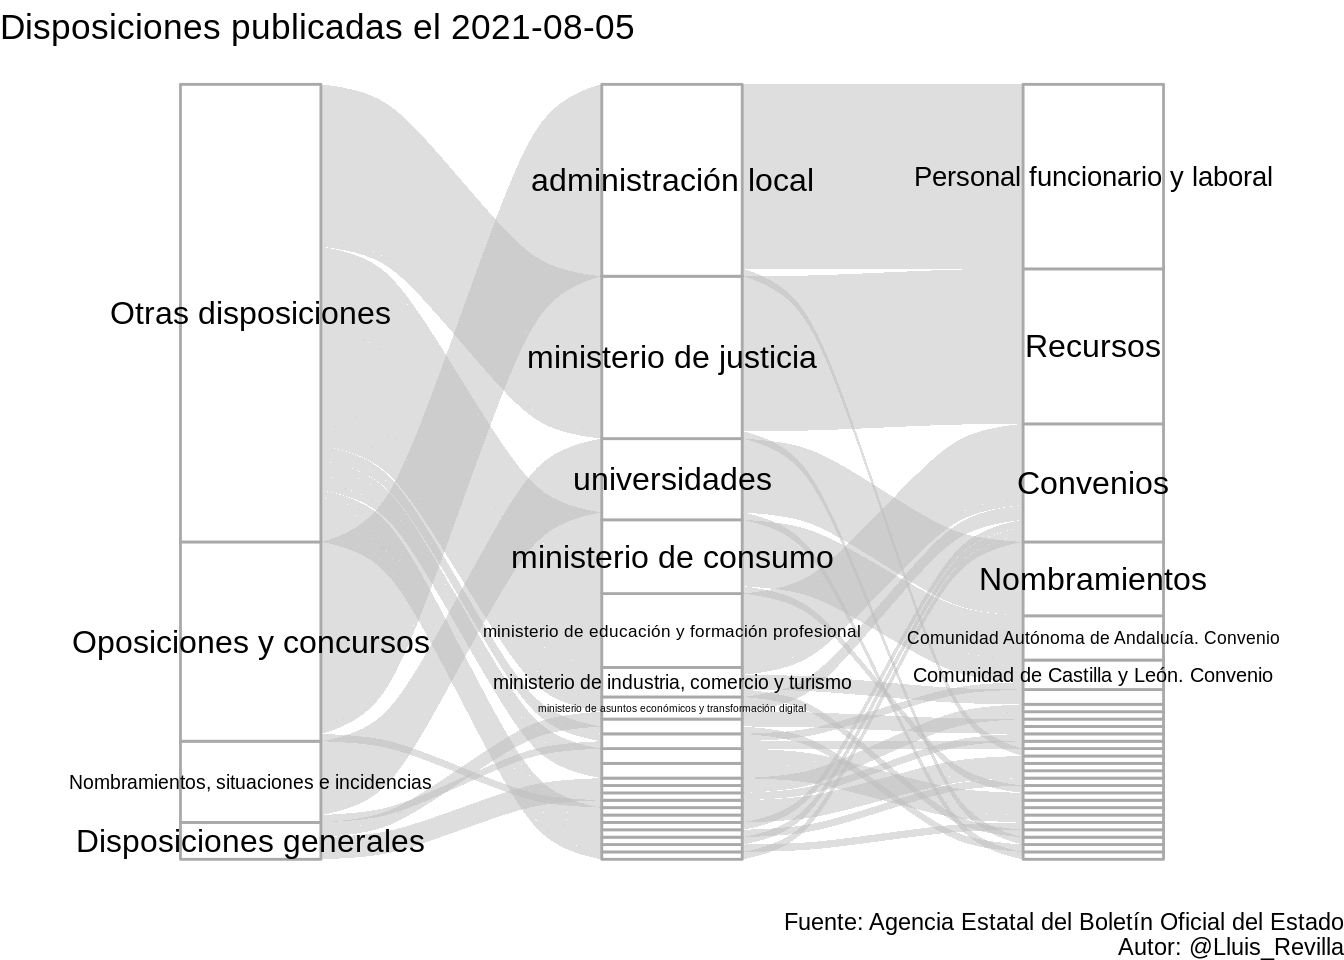 Disposiciones publicadas el 2021-08-05
Otras disposiciones
Oposiciones y concursos
Nombramientos, situaciones e incidencias
Disposiciones generales
administración local
ministerio de justicia
universidades
ministerio de consumo
ministerio de educación y formación profesional
ministerio de industria, comercio y turismo
ministerio de asuntos económicos y transformación digital
Personal funcionario y laboral
Recursos
Convenios
Nombramientos
Comunidad Autónoma de Andalucía. Convenio
Comunidad de Castilla y León. Convenio
Fuente: Agencia Estatal del Boletín Oficial del Estado
Autor: @Lluis_Revilla